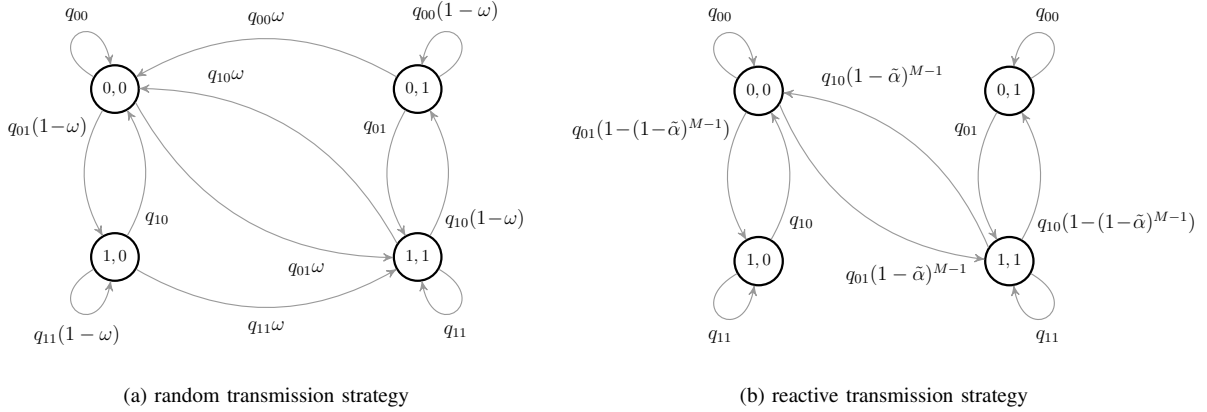 q₀₀
q₀₀ω
q₀₀(1−ω)
0,0
0,1
q₁₀ω
q₀₁(1−ω)
q₀₁
q₁₀
q₁₀(1−ω)
1,0
1,1
q₀₁ω
q₁₁(1−ω)
q₁₁ω
q₁₁
(a) random transmission strategy
q₀₀
q₀₀
0,0
0,1
q₁₀(1−α̃)ᴹ⁻¹
q₀₁(1−(1−α̃)ᴹ⁻¹)
q₀₁
q₁₀
q₁₀(1−(1−α̃)ᴹ⁻¹)
1,0
1,1
q₀₁(1−α̃)ᴹ⁻¹
q₁₁
q₁₁
(b) reactive transmission strategy